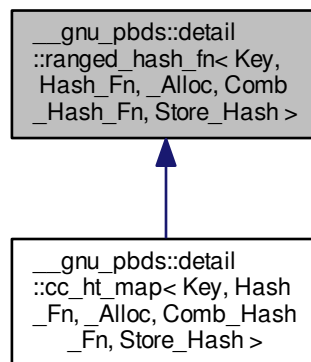 __gnu_pbds::detail
::ranged_hash_fn< Key,
Hash_Fn, _Alloc, Comb
_Hash_Fn, Store_Hash >
__gnu_pbds::detail
::cc_ht_map< Key, Hash
_Fn, _Alloc, Comb_Hash
_Fn, Store_Hash >